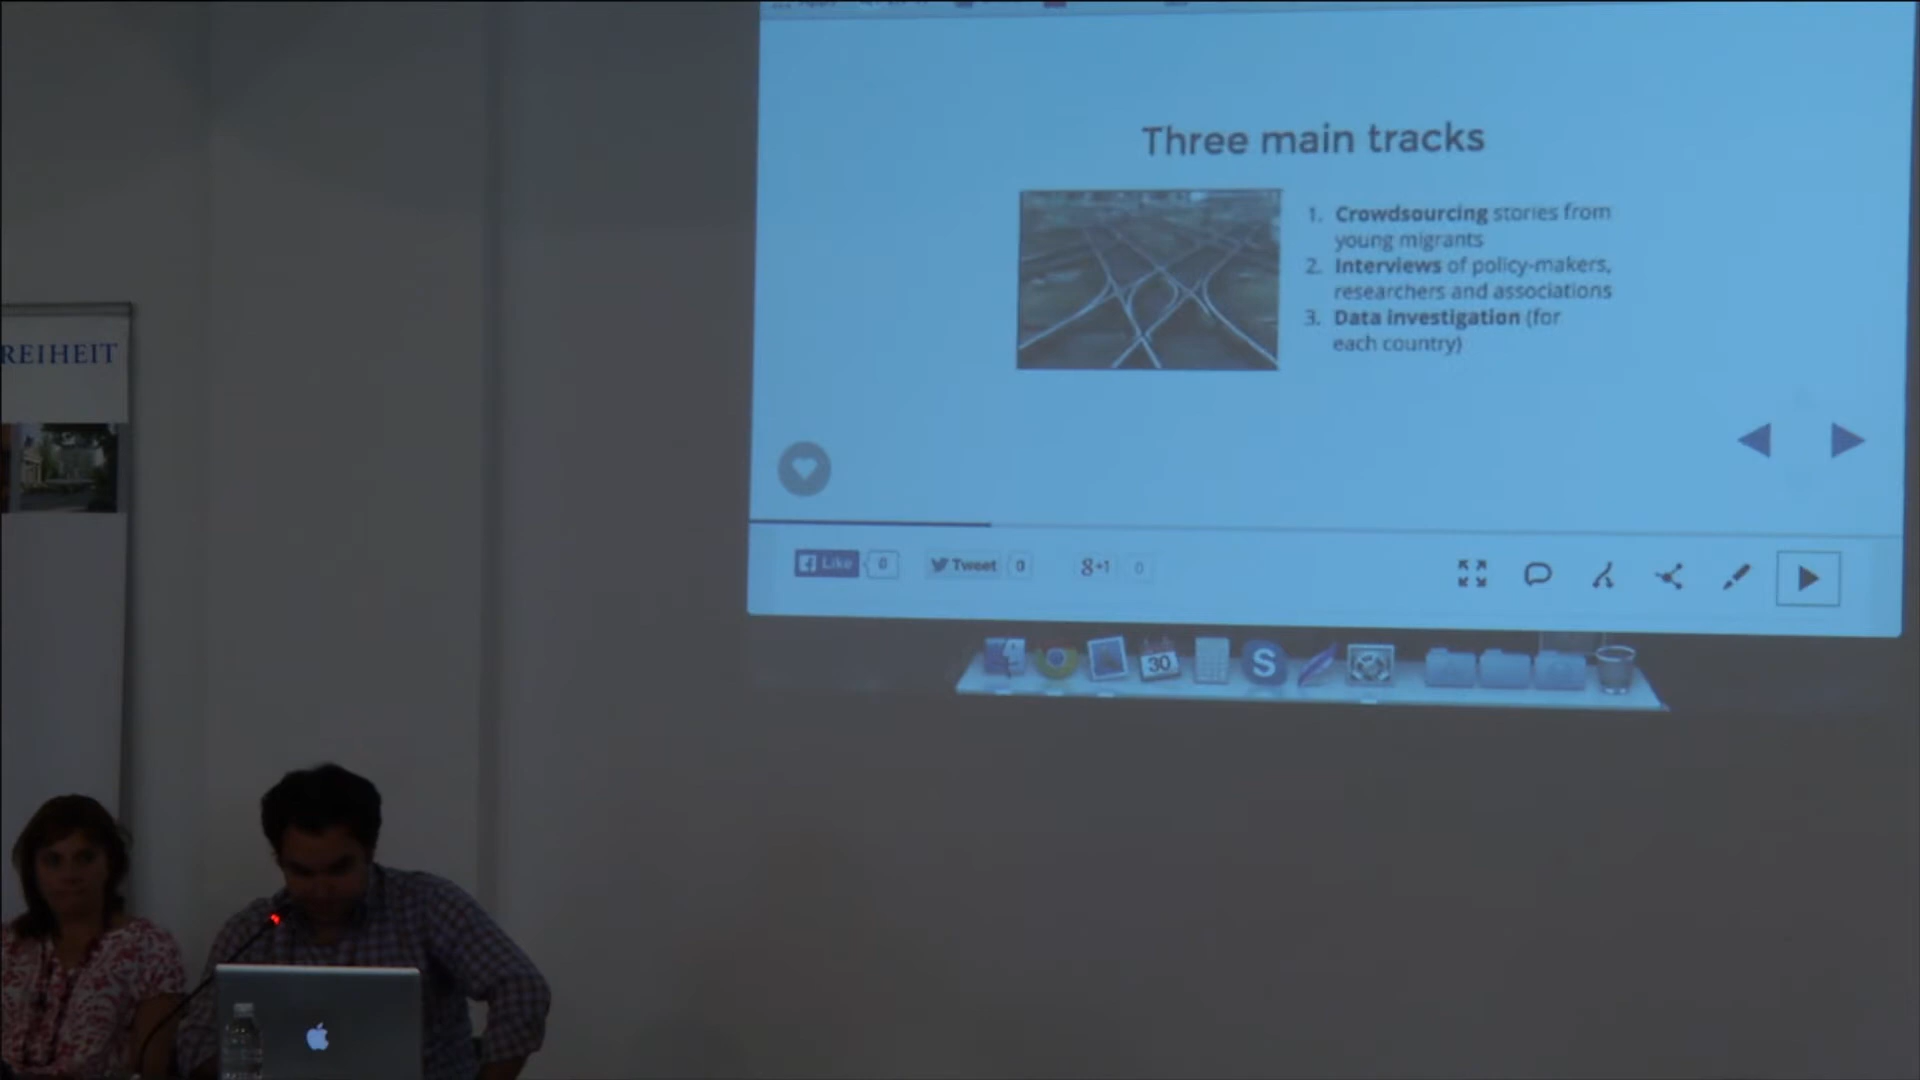 Three main tracks
1. Crowdsourcing stories from
young migrants
2. Interviews of policy-makers,
researchers and associations
3. Data investigation (for
each country)
REIHEIT
Like 0
Tweet 0
8+1 0
30
S